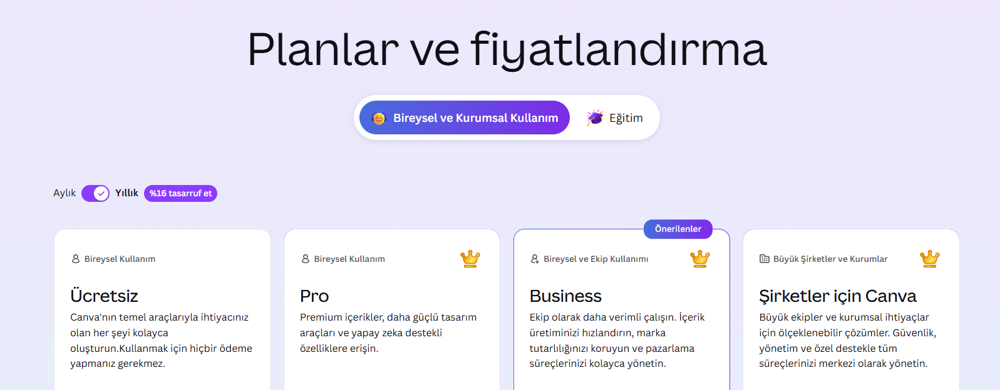 Planlar ve fiyatlandırma
Bireysel ve Kurumsal Kullanım
Eğitim
Aylık
Yıllık
%16 tasarruf et
Bireysel Kullanım
Ücretsiz
Canva'nın temel araçlarıyla ihtiyacınız
olan her şeyi kolayca
oluşturun.Kullanmak için hiçbir ödeme
yapmanız gerekmez.
Bireysel Kullanım
Pro
Premium içerikler, daha güçlü tasarım
araçları ve yapay zeka destekli
özelliklere erişin.
Önerilenler
Bireysel ve Ekip Kullanımı
Business
Ekip olarak daha verimli çalışın. İçerik
üretiminizi hızlandırın, marka
tutarlılığınızı koruyun ve pazarlama
süreçlerinizi kolayca yönetin.
Büyük Şirketler ve Kurumlar
Şirketler için Canva
Büyük ekipler ve kurumsal ihtiyaçlar
için ölçeklenebilir çözümler. Güvenlik,
yönetim ve özel destekle tüm
süreçlerinizi merkezi olarak yönetin.